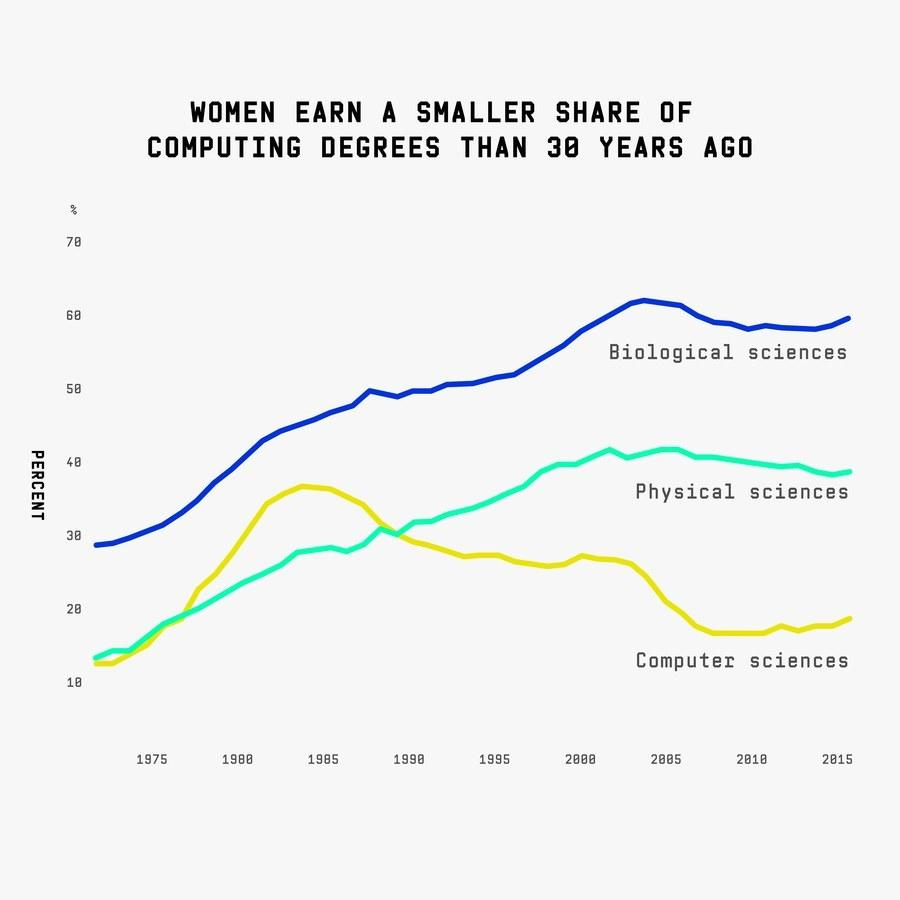 WOMEN EARN A SMALLER SHARE OF
COMPUTING DEGREES THAN 30 YEARS AGO
%
70
60
Biological sciences
50
40
PERCENT
Physical sciences
30
20
Computer sciences
10
1975 1980 1985 1990 1995 2000 2005 2010 2015